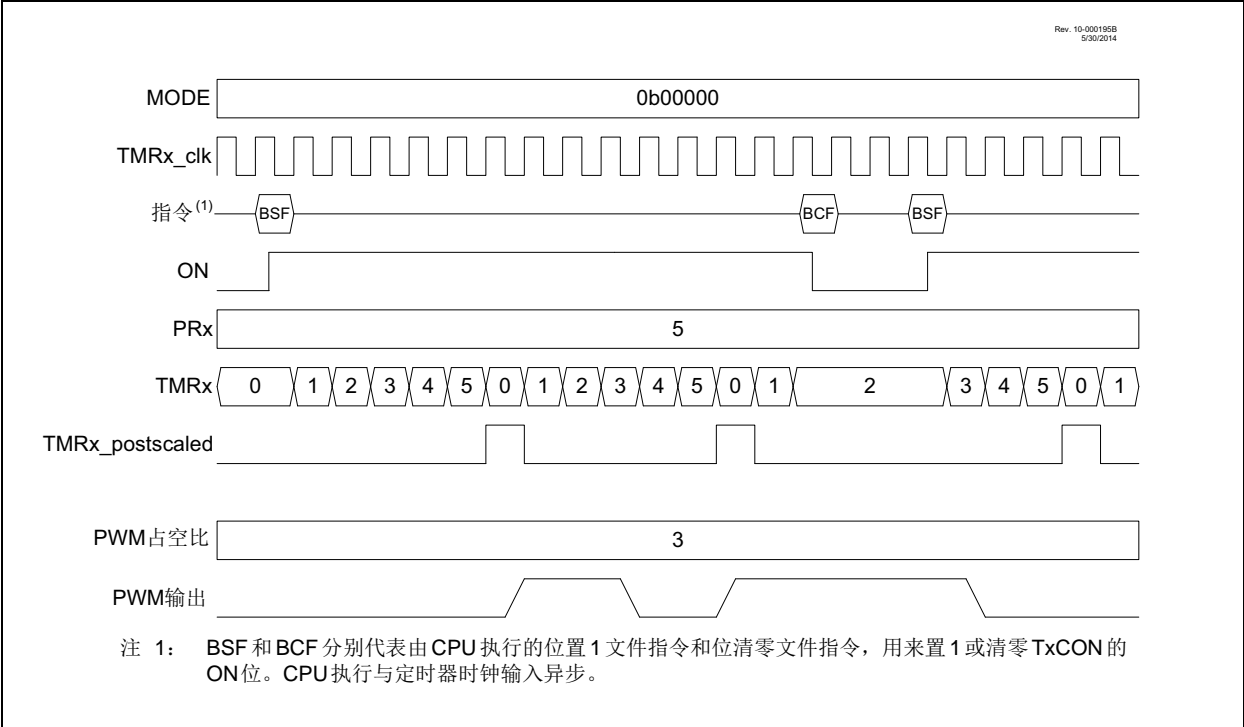 Rev. 10-000195B
5/30/2014
MODE 0b00000
TMRx_clk
指令(1) BSF BCF BSF
ON
PRx 5
TMRx 0 1 2 3 4 5 0 1 2 3 4 5 0 1 2 3 4 5 0 1
TMRx_postscaled
PWM占空比 3
PWM输出
注 1： BSF和BCF分别代表由CPU执行的位置1文件指令和位清零文件指令，用来置1或清零TxCON的
ON位。CPU执行与定时器时钟输入异步。